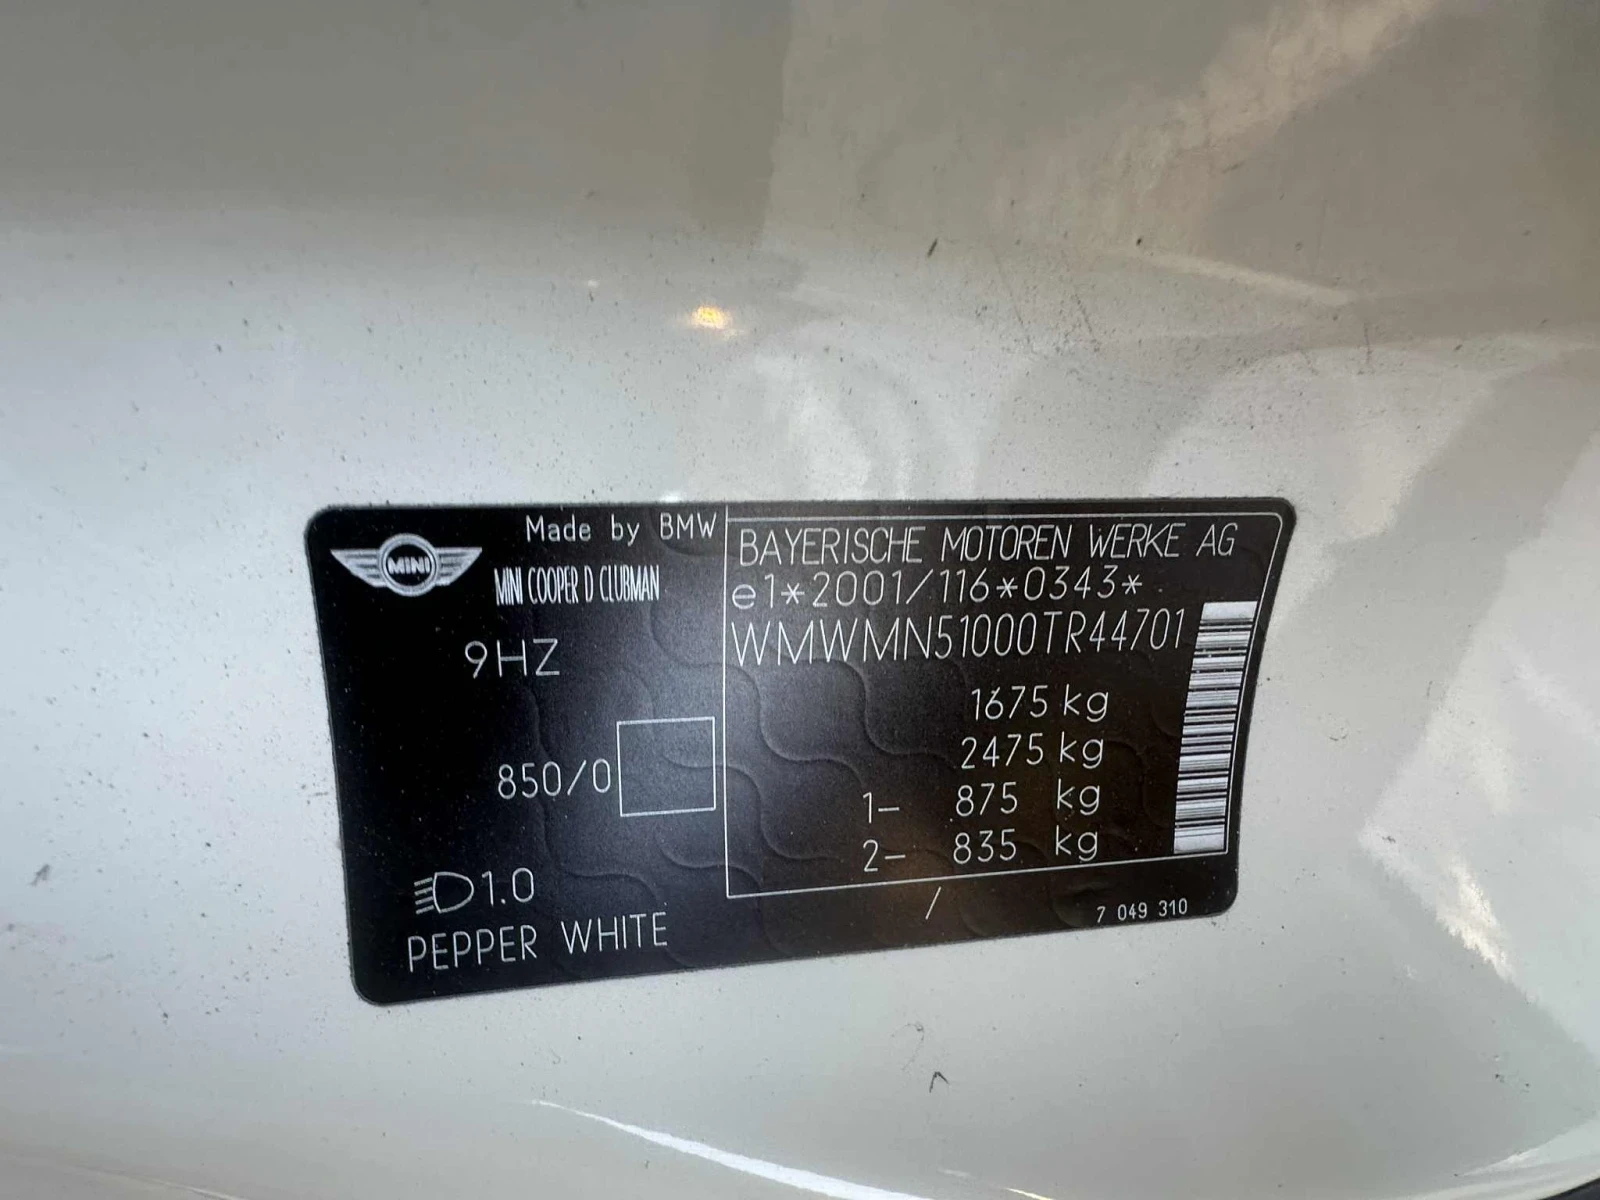 Made by BMW
MINI
MINI COOPER D CLUBMAN
9HZ
850/0
1.0
PEPPER WHITE
BAYERISCHE MOTOREN WERKE AG
e1*2001/116*0343*
WMWMN51000TR44701
1675 kg
2475 kg
1- 875 kg
2- 835 kg
/
7 049 310